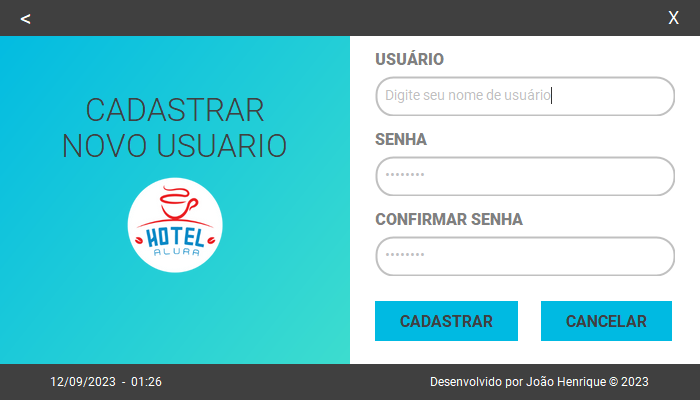 <
X
CADASTRAR
NOVO USUARIO
HOTEL
ALURA
USUÁRIO
Digite seu nome de usuário
SENHA
••••••••
CONFIRMAR SENHA
••••••••
CADASTRAR
CANCELAR
12/09/2023 - 01:26
Desenvolvido por João Henrique © 2023